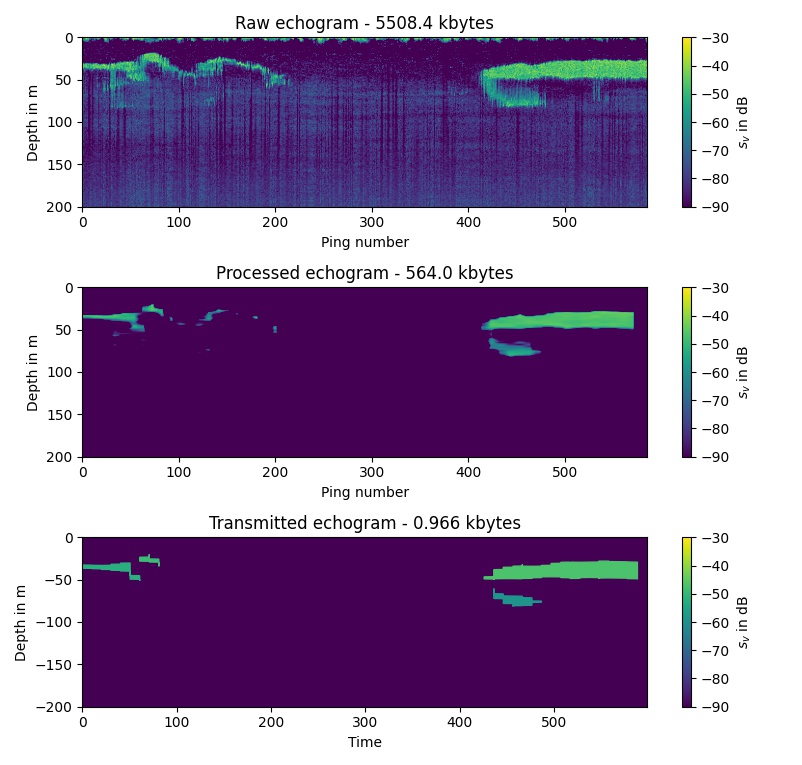 Raw echogram - 5508.4 kbytes
0
50
100
150
200
Depth in m
0 100 200 300 400 500
Ping number
−30
−40
−50
−60
−70
−80
−90
sv in dB
Processed echogram - 564.0 kbytes
0
50
100
150
200
Depth in m
0 100 200 300 400 500
Ping number
−30
−40
−50
−60
−70
−80
−90
sv in dB
Transmitted echogram - 0.966 kbytes
0
−50
−100
−150
−200
Depth in m
0 100 200 300 400 500
Time
−30
−40
−50
−60
−70
−80
−90
sv in dB